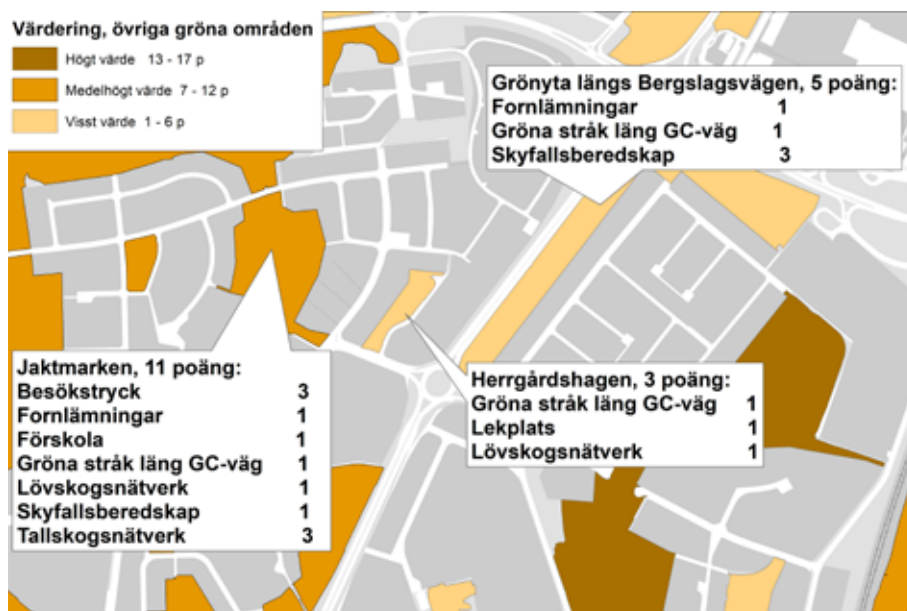 Värdering, övriga gröna områden
Högt värde 13 - 17 p
Medelhögt värde 7 - 12 p
Visst värde 1 - 6 p
Grönyta längs Bergslagsvägen, 5 poäng:
Fornlämningar 1
Gröna stråk läng GC-väg 1
Skyfallsberedskap 3
Jaktmarken, 11 poäng:
Besökstryck 3
Fornlämningar 1
Förskola 1
Gröna stråk läng GC-väg 1
Lövskogsnätverk 1
Skyfallsberedskap 1
Tallskogsnätverk 3
Herrgårdshagen, 3 poäng:
Gröna stråk läng GC-väg 1
Lekplats 1
Lövskogsnätverk 1